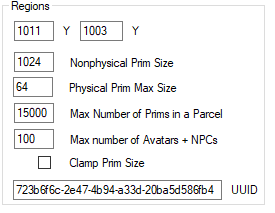 Regions
1011 Y 1003 Y
1024 Nonphysical Prim Size
64 Physical Prim Max Size
15000 Max Number of Prims in a Parcel
100 Max number of Avatars + NPCs
Clamp Prim Size
723b6f6c-2e47-4b94-a33d-20ba5d586fb4 UUID